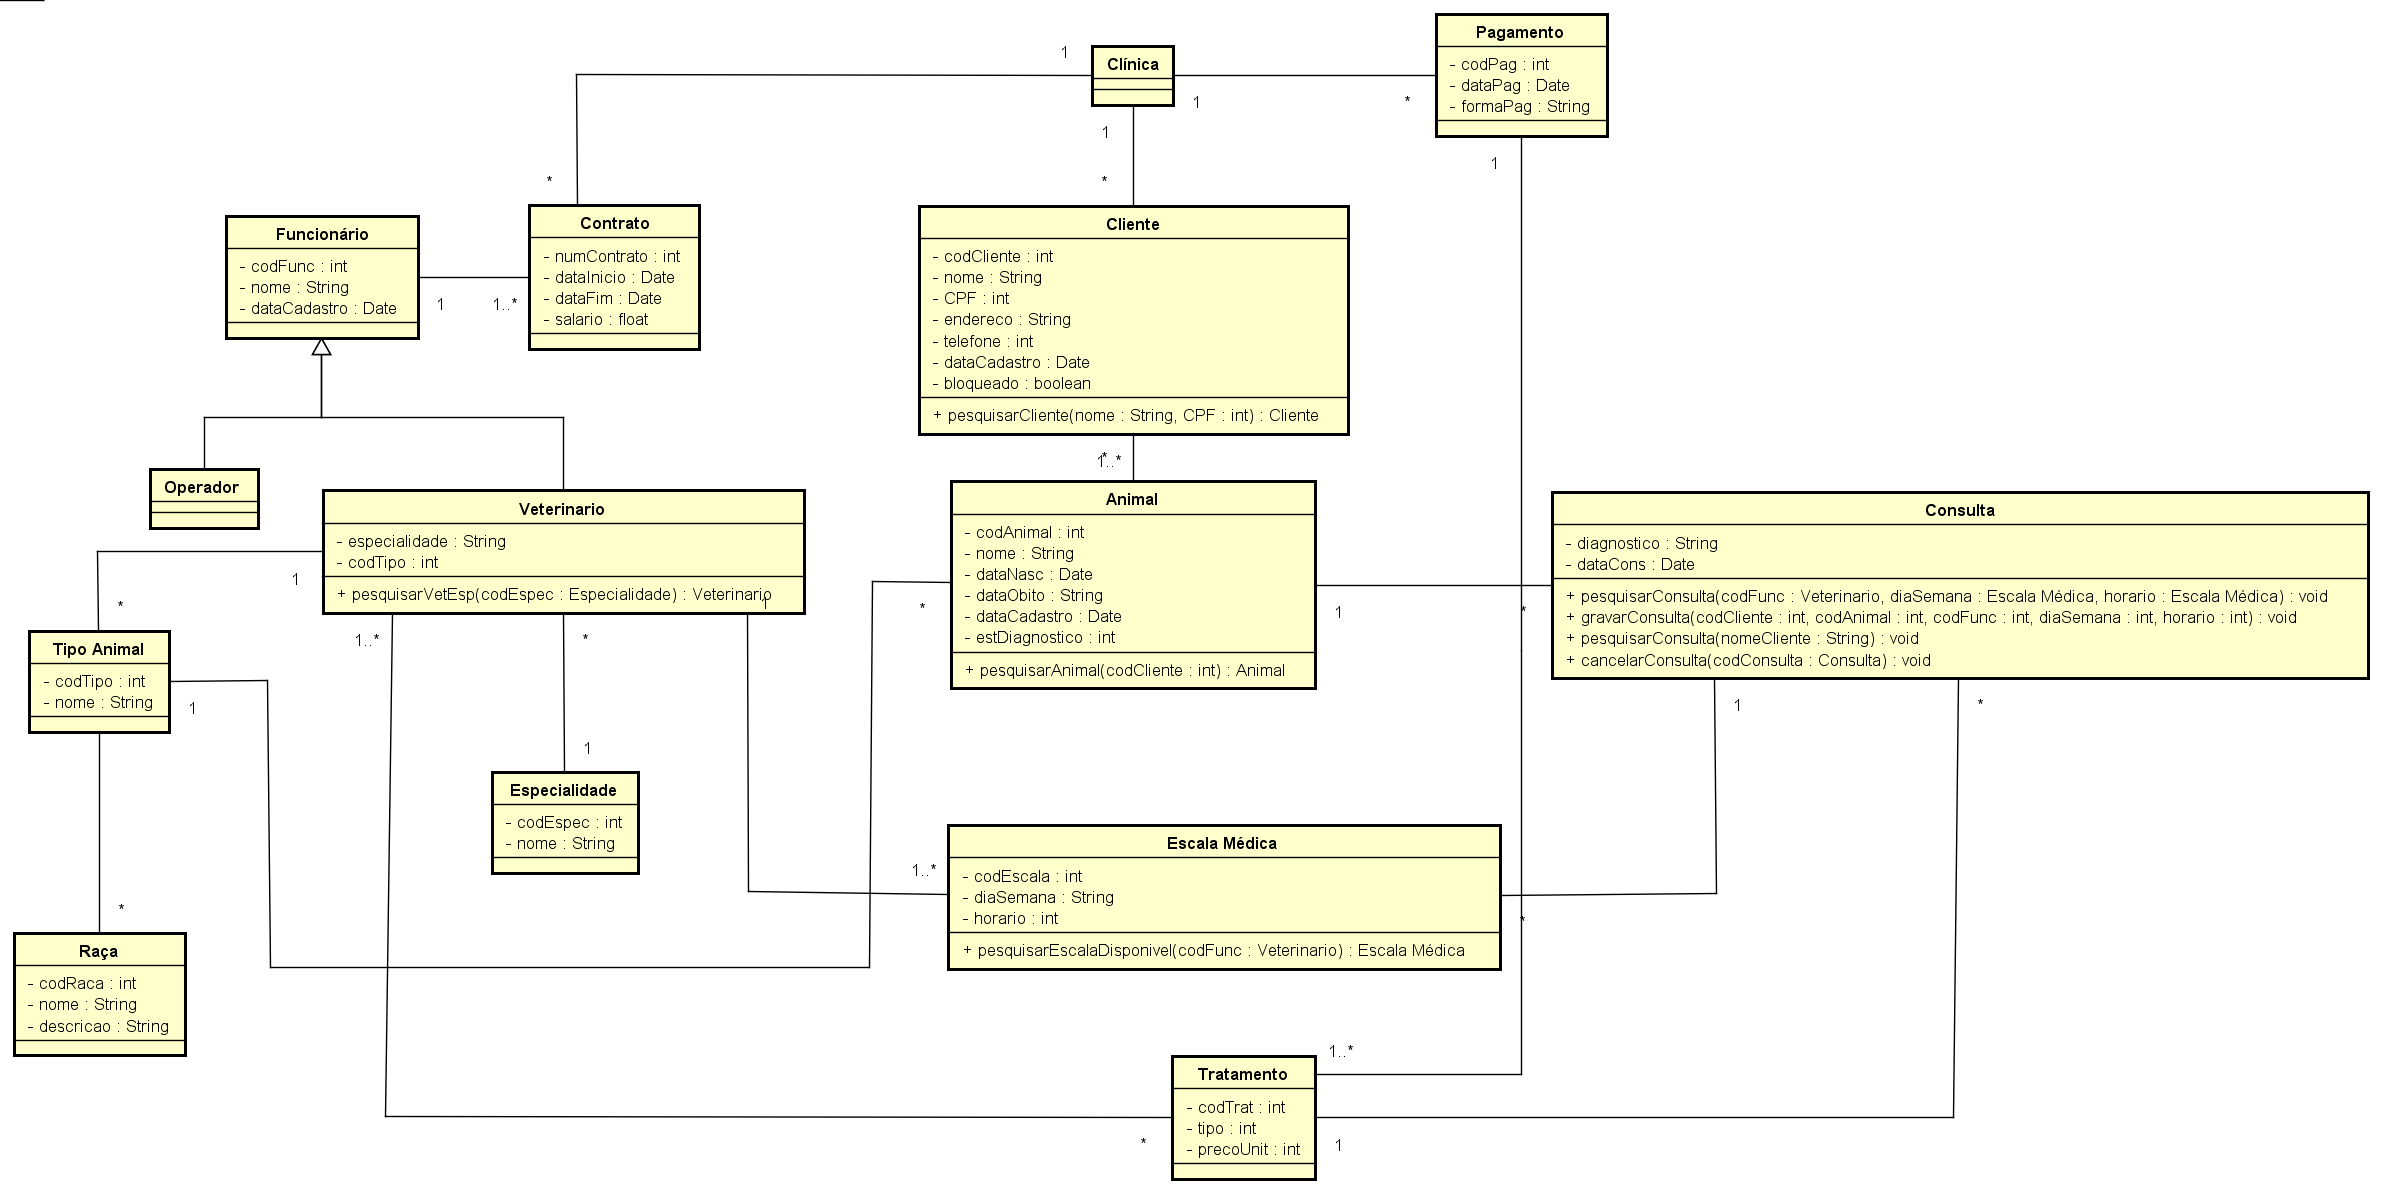 Pagamento
- codPag : int
- dataPag : Date
- formaPag : String
1
Clínica
1
*
1
1
*
*
Funcionário
- codFunc : int
- nome : String
- dataCadastro : Date
1
1..*
Contrato
- numContrato : int
- dataInicio : Date
- dataFim : Date
- salario : float
Cliente
- codCliente : int
- nome : String
- CPF : int
- endereco : String
- telefone : int
- dataCadastro : Date
- bloqueado : boolean
+ pesquisarCliente(nome : String, CPF : int) : Cliente
1..*
*
Operador
Veterinario
- especialidade : String
- codTipo : int
+ pesquisarVetEsp(codEspec : Especialidade) : Veterinario
1
1
*
1..*
*
Animal
- codAnimal : int
- nome : String
- dataNasc : Date
- dataObito : String
- dataCadastro : Date
- estDiagnostico : int
+ pesquisarAnimal(codCliente : int) : Animal
*
1
*
Consulta
- diagnostico : String
- dataCons : Date
+ pesquisarConsulta(codFunc : Veterinario, diaSemana : Escala Médica, horario : Escala Médica) : void
+ gravarConsulta(codCliente : int, codAnimal : int, codFunc : int, diaSemana : int, horario : int) : void
+ pesquisarConsulta(nomeCliente : String) : void
+ cancelarConsulta(codConsulta : Consulta) : void
1
*
Tipo Animal
- codTipo : int
- nome : String
1
*
1
Especialidade
- codEspec : int
- nome : String
1..*
Escala Médica
- codEscala : int
- diaSemana : String
- horario : int
+ pesquisarEscalaDisponivel(codFunc : Veterinario) : Escala Médica
*
Raça
- codRaca : int
- nome : String
- descricao : String
1..*
*
1
Tratamento
- codTrat : int
- tipo : int
- precoUnit : int